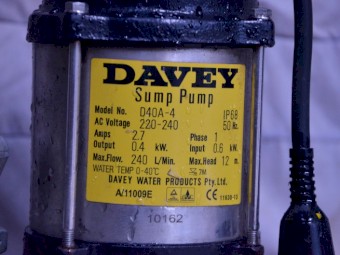 DAVEY
Sump Pump
Model No. D40A-4 IP68
AC Voltage 220-240 50 Hz
Amps 2.7 Phase 1
Output 0.4 kW. Input 0.6 kW
Max.Flow. 240 L/Min. Max.Head 12 m.
WATER TEMP 0-40°C 7M
DAVEY WATER PRODUCTS Pty.Ltd.
A/11009E CE
10162